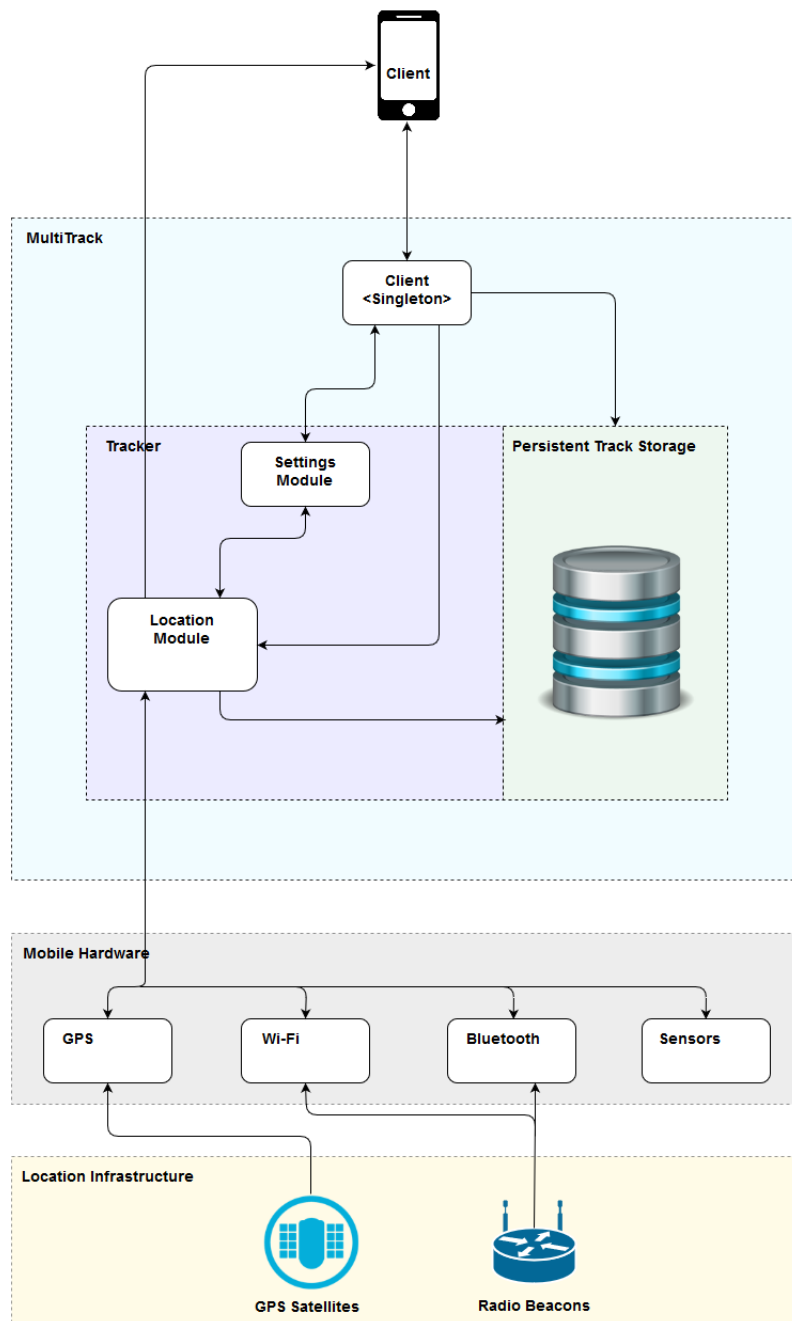 Client
MultiTrack
Client
<Singleton>
Tracker
Persistent Track Storage
Settings
Module
Location
Module
Mobile Hardware
GPS
Wi-Fi
Bluetooth
Sensors
Location Infrastructure
GPS Satellites
Radio Beacons